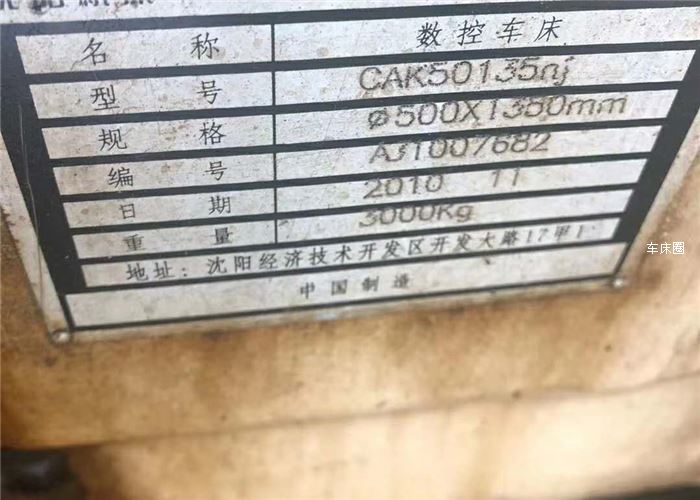 名 称 数控车床
型 号 CAK50135nj
规 格 ø500X1350mm
编 号 AJ1007682
日 期 2010 11
重 量 3000Kg
地址: 沈阳经济技术开发区开发大路17甲1
中国制造
车床圈